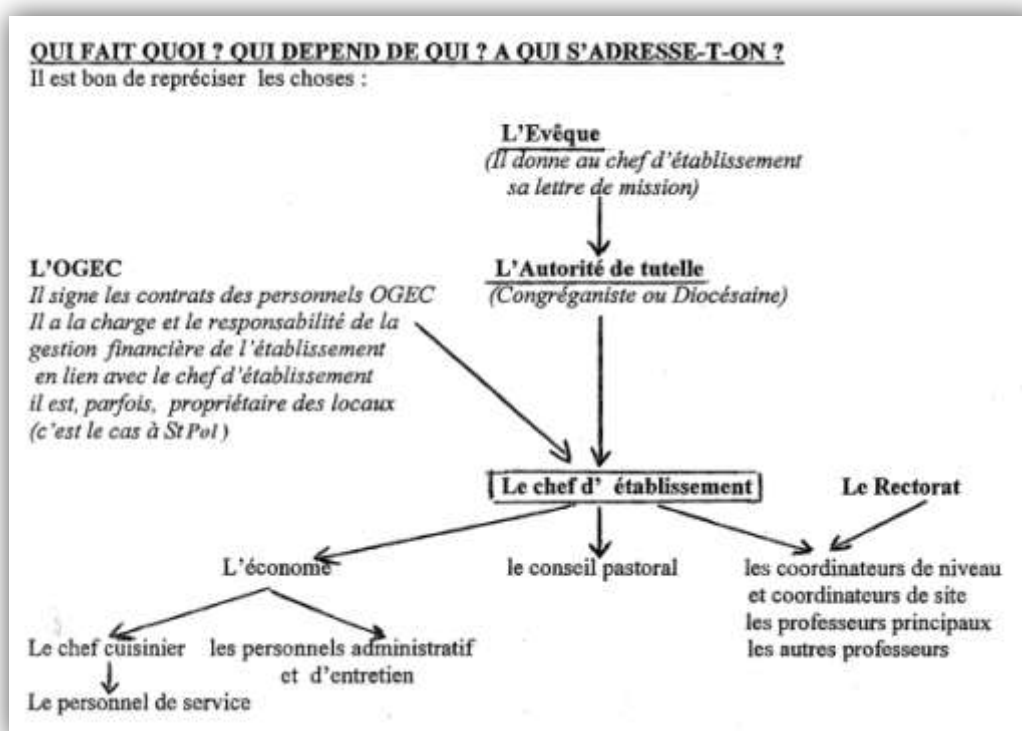 QUI FAIT QUOI ? QUI DEPEND DE QUI ? A QUI S'ADRESSE-T-ON ?
Il est bon de repréciser les choses :
L'Evêque
(Il donne au chef d'établissement
sa lettre de mission)
L'OGEC
Il signe les contrats des personnels OGEC
Il a la charge et le responsabilité de la
gestion financière de l'établissement
en lien avec le chef d'établissement
il est, parfois, propriétaire des locaux
(c'est le cas à St Pol)
L'Autorité de tutelle
(Congréganiste ou Diocésaine)
Le chef d' établissement
Le Rectorat
L'économe
le conseil pastoral
les coordinateurs de niveau
et coordinateurs de site
les professeurs principaux
les autres professeurs
Le chef cuisinier
les personnels administratif
et d'entretien
Le personnel de service